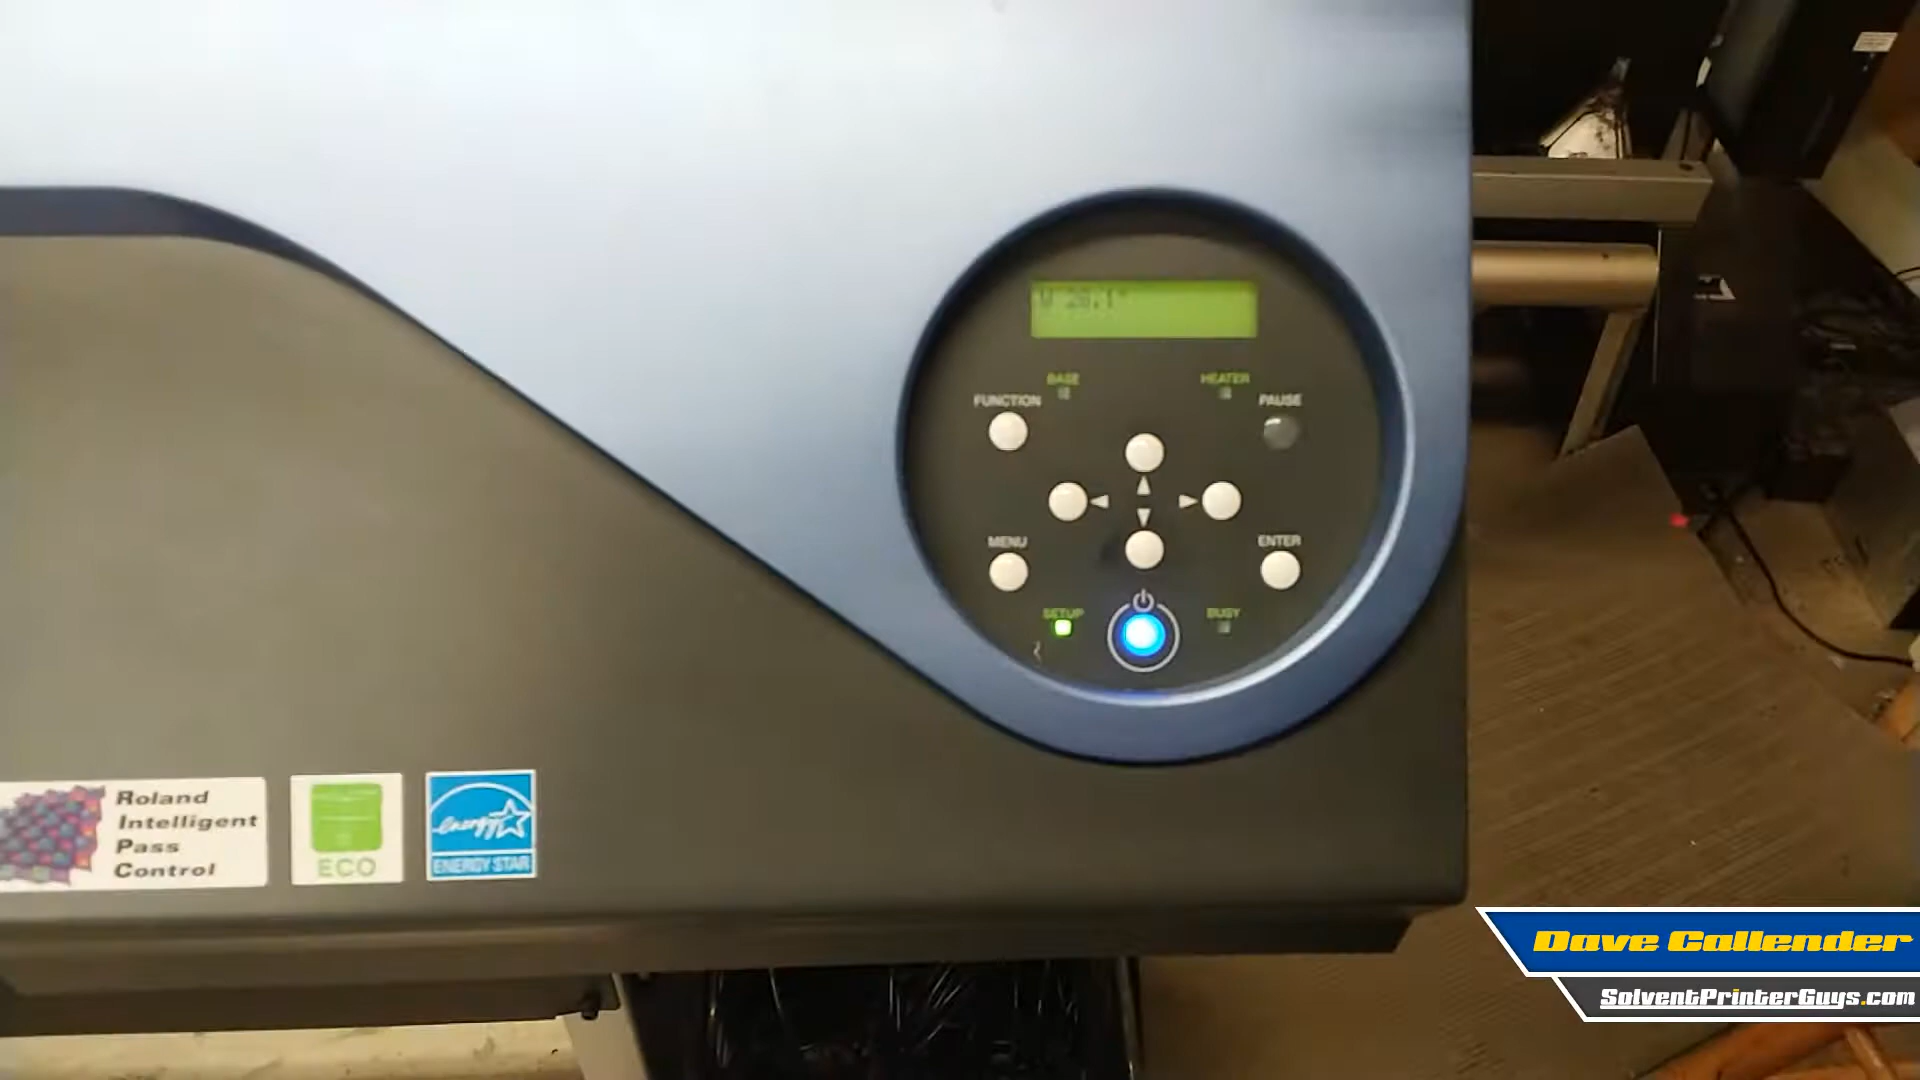 BASE
HEATER
FUNCTION
PAUSE
MENU
ENTER
SETUP
BUSY
Roland
Intelligent
Pass
Control
ECO
energy
ENERGY STAR
Dave Callender
SolventPrinterGuys.com